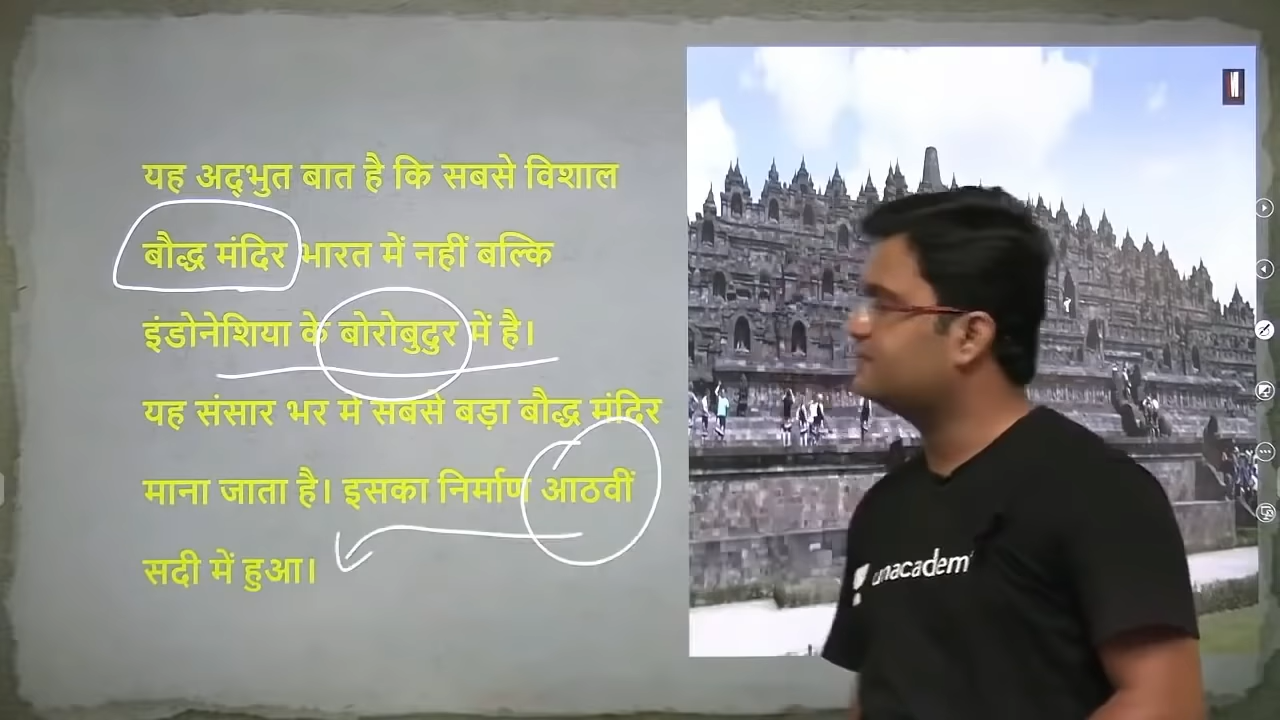 यह अद्भुत बात है कि सबसे विशाल
बौद्ध मंदिर भारत में नहीं बल्कि
इंडोनेशिया के बोरोबुदुर में है।
यह संसार भर में सबसे बड़ा बौद्ध मंदिर
माना जाता है। इसका निर्माण आठवीं
सदी में हुआ।
unacadem